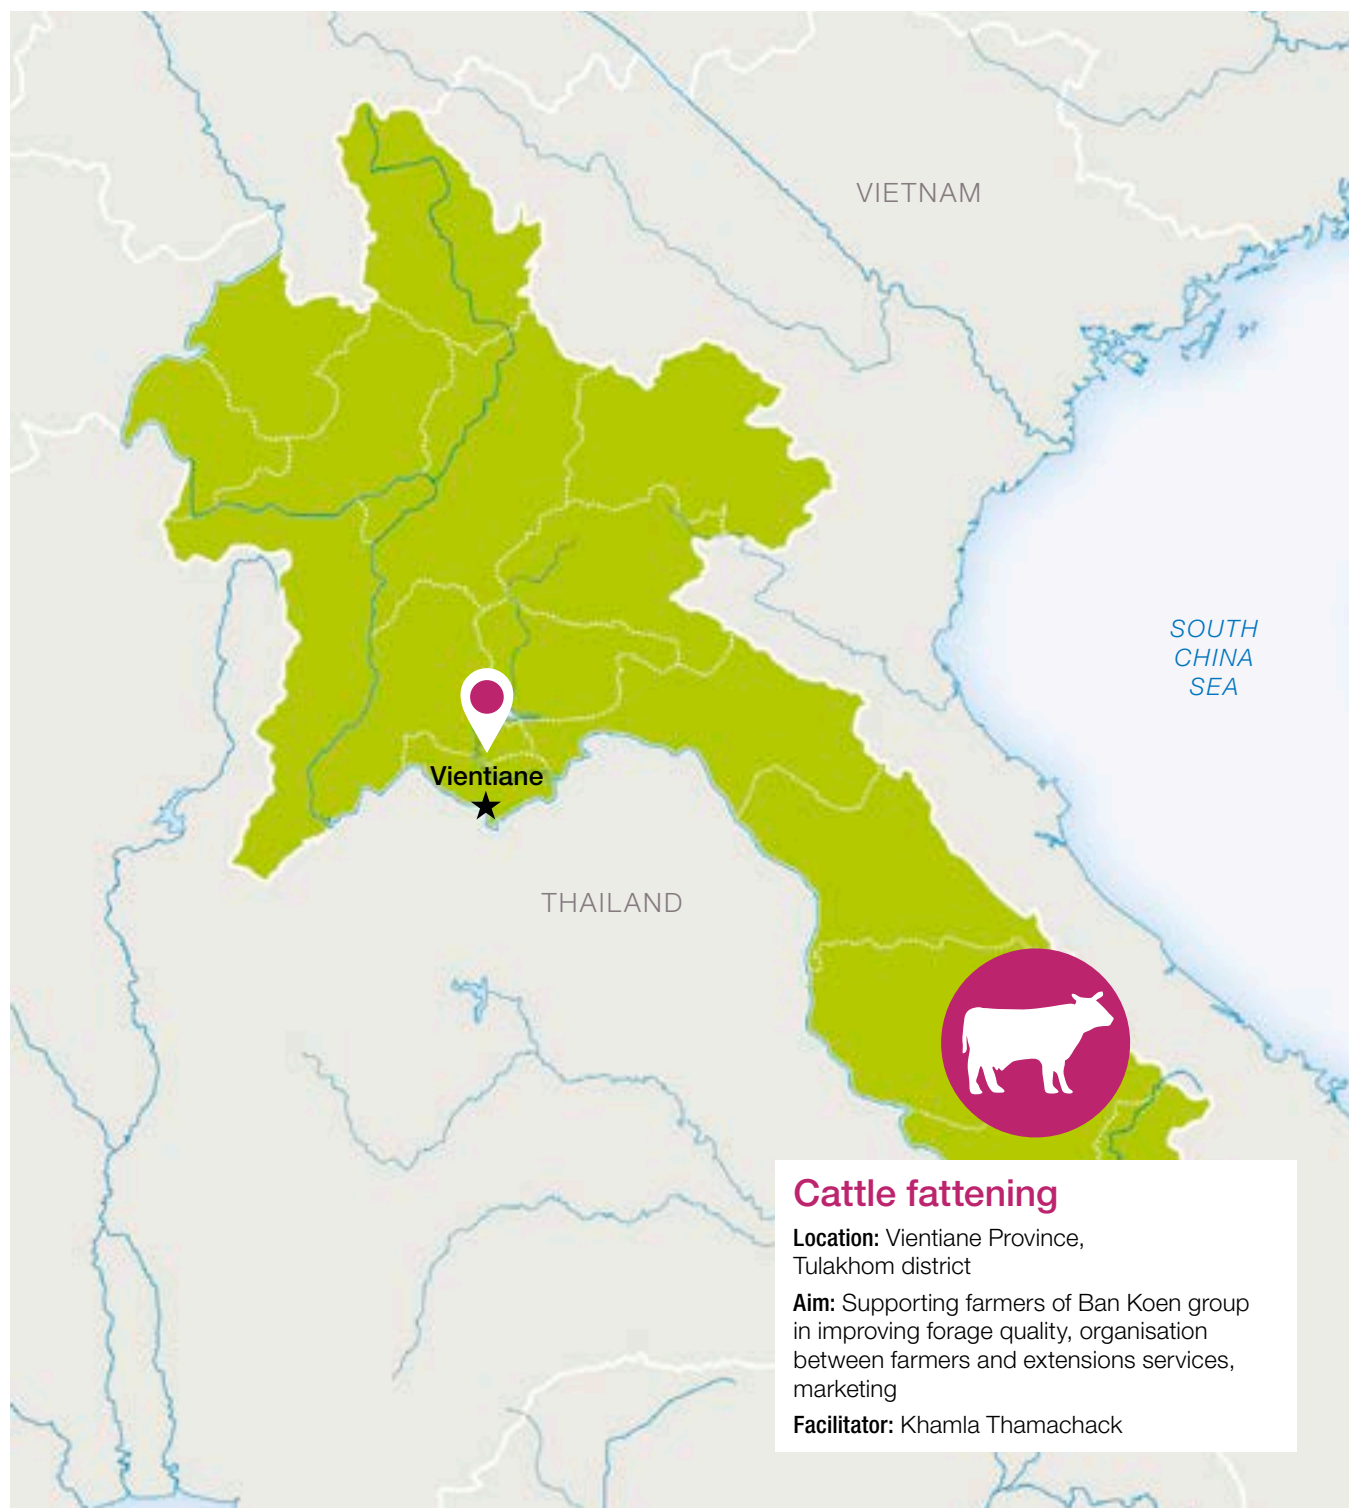 VIETNAM
SOUTH
CHINA
SEA
Vientiane
THAILAND
Cattle fattening
Location: Vientiane Province,
Tulakhom district
Aim: Supporting farmers of Ban Koen group
in improving forage quality, organisation
between farmers and extensions services,
marketing
Facilitator: Khamla Thamachack